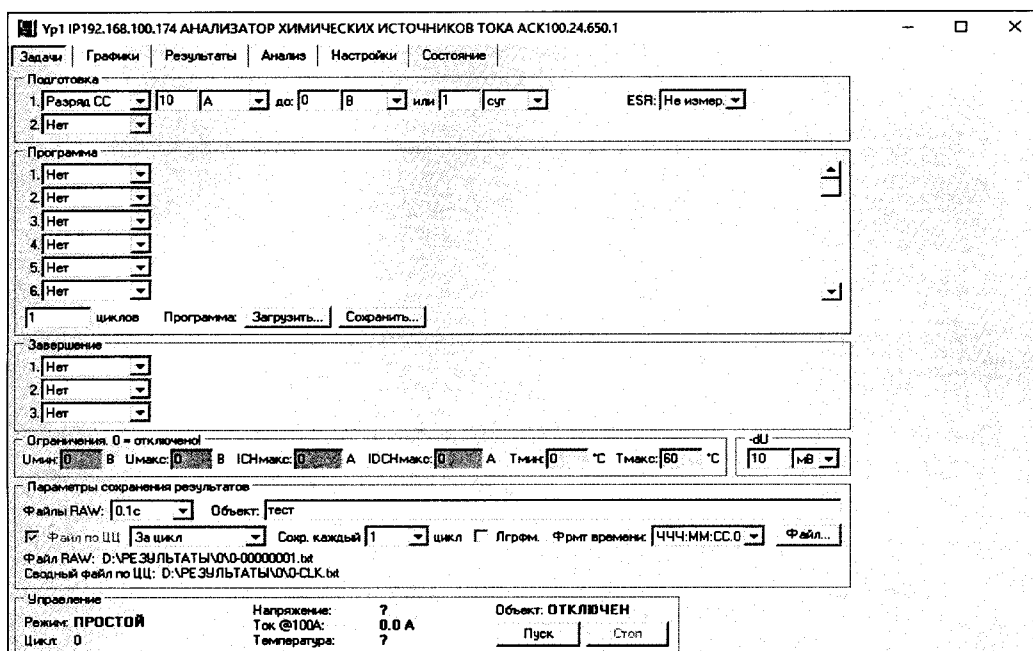 Ур1 IP192.168.100.174 АНАЛИЗАТОР ХИМИЧЕСКИХ ИСТОЧНИКОВ ТОКА АСК100.24.650.1
Задачи Графики Результаты Анализ Настройки Состояние
Подготовка
1. Разряд СС 10 А до: 0 В или 1 сут ESR: Не измер.
2. Нет
Программа
1. Нет
2. Нет
3. Нет
4. Нет
5. Нет
6. Нет
1 циклов Программа: Загрузить... Сохранить...
Завершение
1. Нет
2. Нет
3. Нет
Ограничения. 0 = отключено! -dU
Uмин: 0 В Uмакс: 0 В ICHмакс: 0 А IDCHмакс: 0 А Tмин: 0 °C Tмакс: 60 °C 10 мВ
Параметры сохранения результатов
Файлы RAW: 0.1с Объект: тест
Файл по ЦЦ За цикл Сохр. каждый 1 цикл Лгрфм. Фрмт времени: ЧЧЧ:ММ:СС.0 Файл...
Файл RAW: D:\РЕЗУЛЬТАТЫ\0\0-00000001.txt
Сводный файл по ЦЦ: D:\РЕЗУЛЬТАТЫ\0\0-CLK.txt
Управление
Режим: ПРОСТОЙ Напряжение: ? Объект: ОТКЛЮЧЕН
Ток @100А: 0.0 А
Цикл: 0 Температура: ? Пуск Стоп